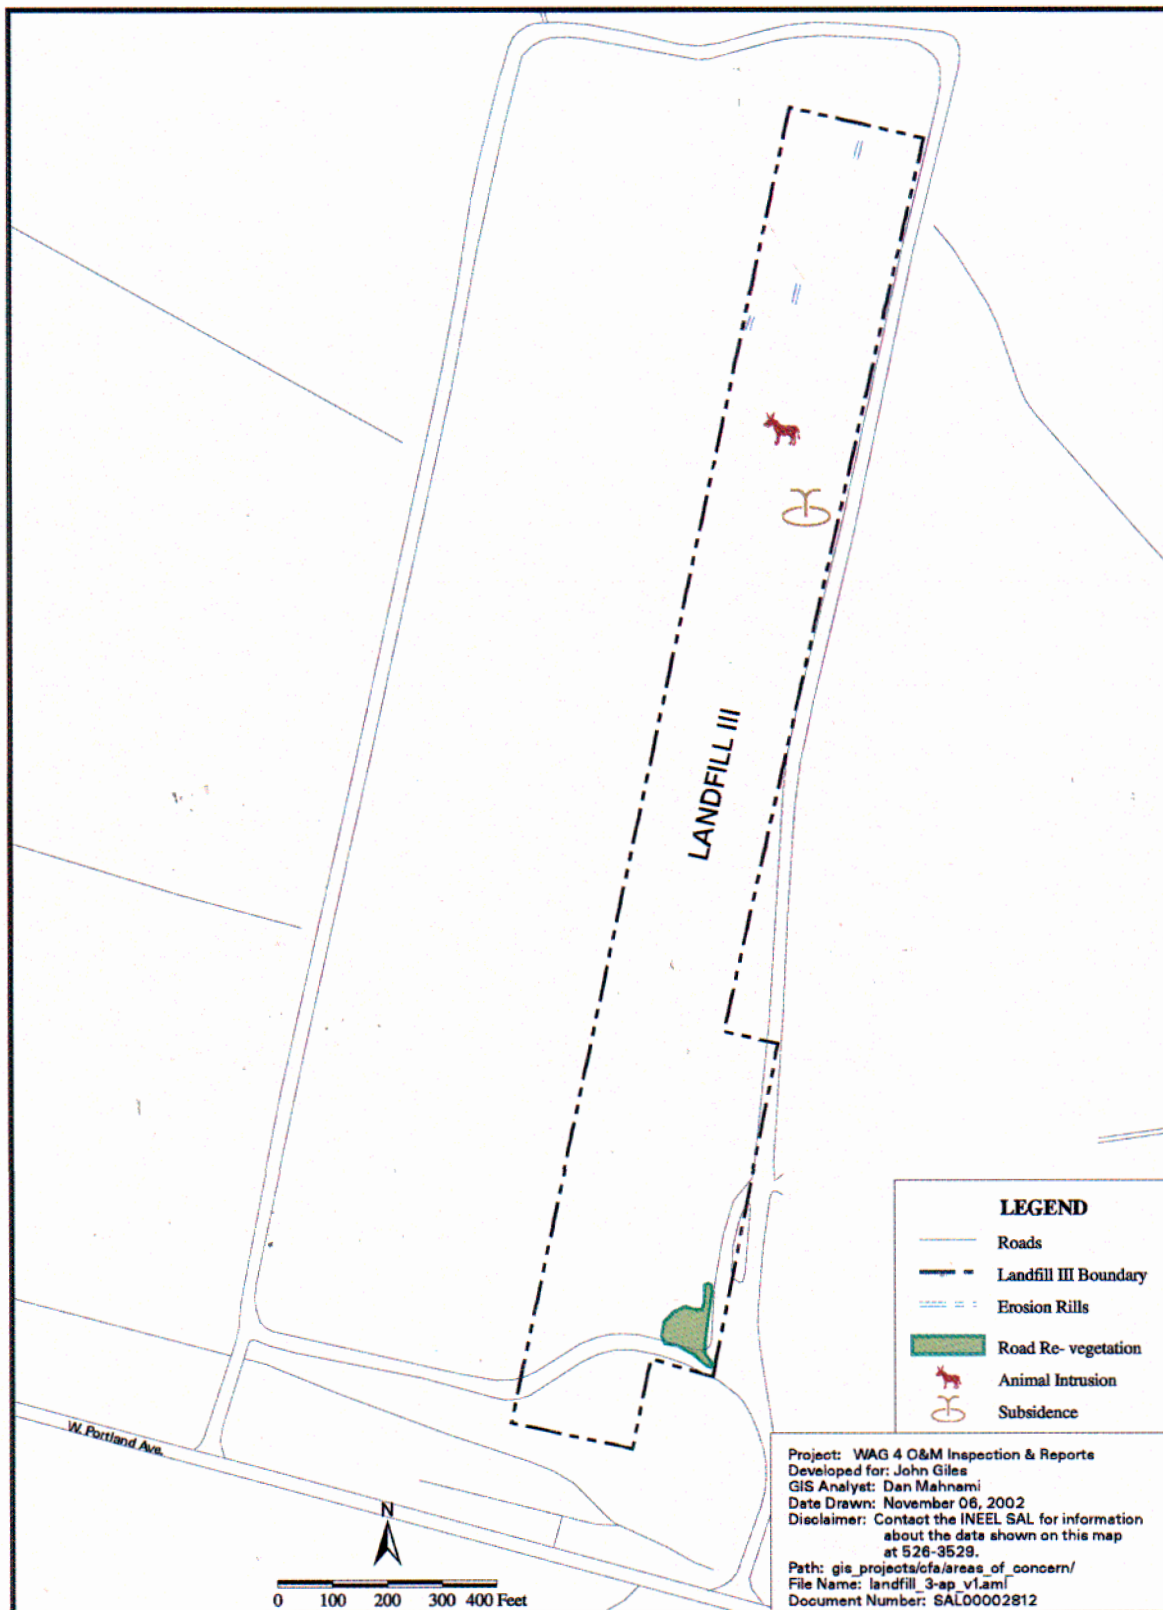 LANDFILL III
LEGEND
Roads
Landfill III Boundary
Erosion Rills
Road Re- vegetation
Animal Intrusion
Subsidence
W. Portland Ave.
N
0 100 200 300 400 Feet
Project: WAG 4 O&M Inspection & Reports
Developed for: John Giles
GIS Analyst: Dan Mahnami
Date Drawn: November 06, 2002
Disclaimer: Contact the INEEL SAL for information
about the data shown on this map
at 526-3529.
Path: gis_projects/cfa/areas_of_concern/
File Name: landfill_3-ap_v1.aml
Document Number: SAL00002812